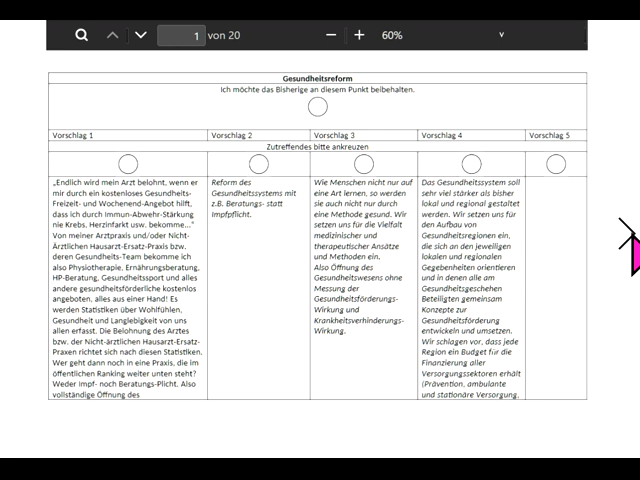 1 von 20 60%
Gesundheitsreform
Ich möchte das Bisherige an diesem Punkt beibehalten.
Vorschlag 1 Vorschlag 2 Vorschlag 3 Vorschlag 4 Vorschlag 5
Zutreffendes bitte ankreuzen
„Endlich wird mein Arzt belohnt, wenn er
mir durch ein kostenloses Gesundheits-
Freizeit- und Wochenend-Angebot hilft,
dass ich durch Immun-Abwehr-Stärkung
nie Krebs, Herzinfarkt usw. bekomme...“
Von meiner Arztpraxis und/oder Nicht-
Ärztlichen Hausarzt-Ersatz-Praxis bzw.
deren Gesundheits-Team bekomme ich
also Physiotherapie, Ernährungsberatung,
HP-Beratung, Gesundheitssport und alles
andere gesundheitsförderliche kostenlos
angeboten, alles aus einer Hand! Es
werden Statistiken über Wohlfühlen,
Gesundheit und Langlebigkeit von uns
allen erfasst. Die Belohnung des Arztes
bzw. der Nicht-ärztlichen Hausarzt-Ersatz-
Praxen richtet sich nach diesen Statistiken.
Wer geht dann noch in eine Praxis, die im
öffentlichen Ranking weiter unten steht?
Weder Impf- noch Beratungs-Plicht. Also
vollständige Öffnung des
Reform des
Gesundheitssystems mit
z.B. Beratungs- statt
Impfpflicht.
Wie Menschen nicht nur auf
eine Art lernen, so werden
sie auch nicht nur durch
eine Methode gesund. Wir
setzen uns für die Vielfalt
medizinischer und
therapeutischer Ansätze
und Methoden ein.
Also Öffnung des
Gesundheitswesens ohne
Messung der
Gesundheitsförderungs-
Wirkung und
Krankheitsverhinderungs-
Wirkung.
Das Gesundheitssystem soll
sehr viel stärker als bisher
lokal und regional gestaltet
werden. Wir setzen uns für
den Aufbau von
Gesundheitsregionen ein,
die sich an den jeweiligen
lokalen und regionalen
Gegebenheiten orientieren
und in denen alle am
Gesundheitsgeschehen
Beteiligten gemeinsam
Konzepte zur
Gesundheitsförderung
entwickeln und umsetzen.
Wir schlagen vor, dass jede
Region ein Budget für die
Finanzierung aller
Versorgungssektoren erhält
(Prävention, ambulante
und stationäre Versorgung,